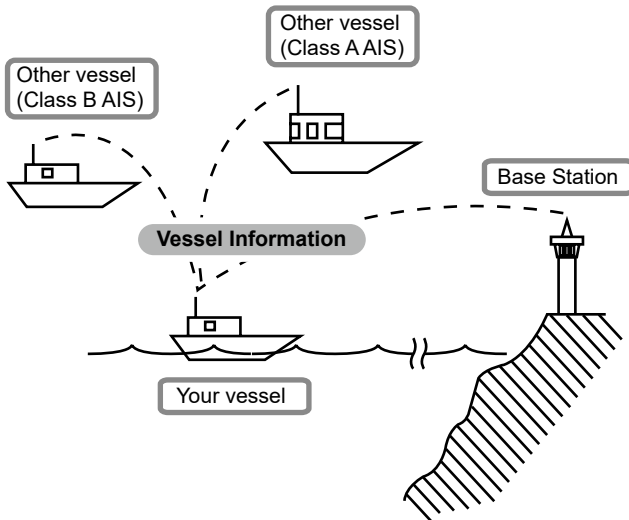 Other vessel
(Class A AIS)
Other vessel
(Class B AIS)
Base Station
Vessel Information
Your vessel